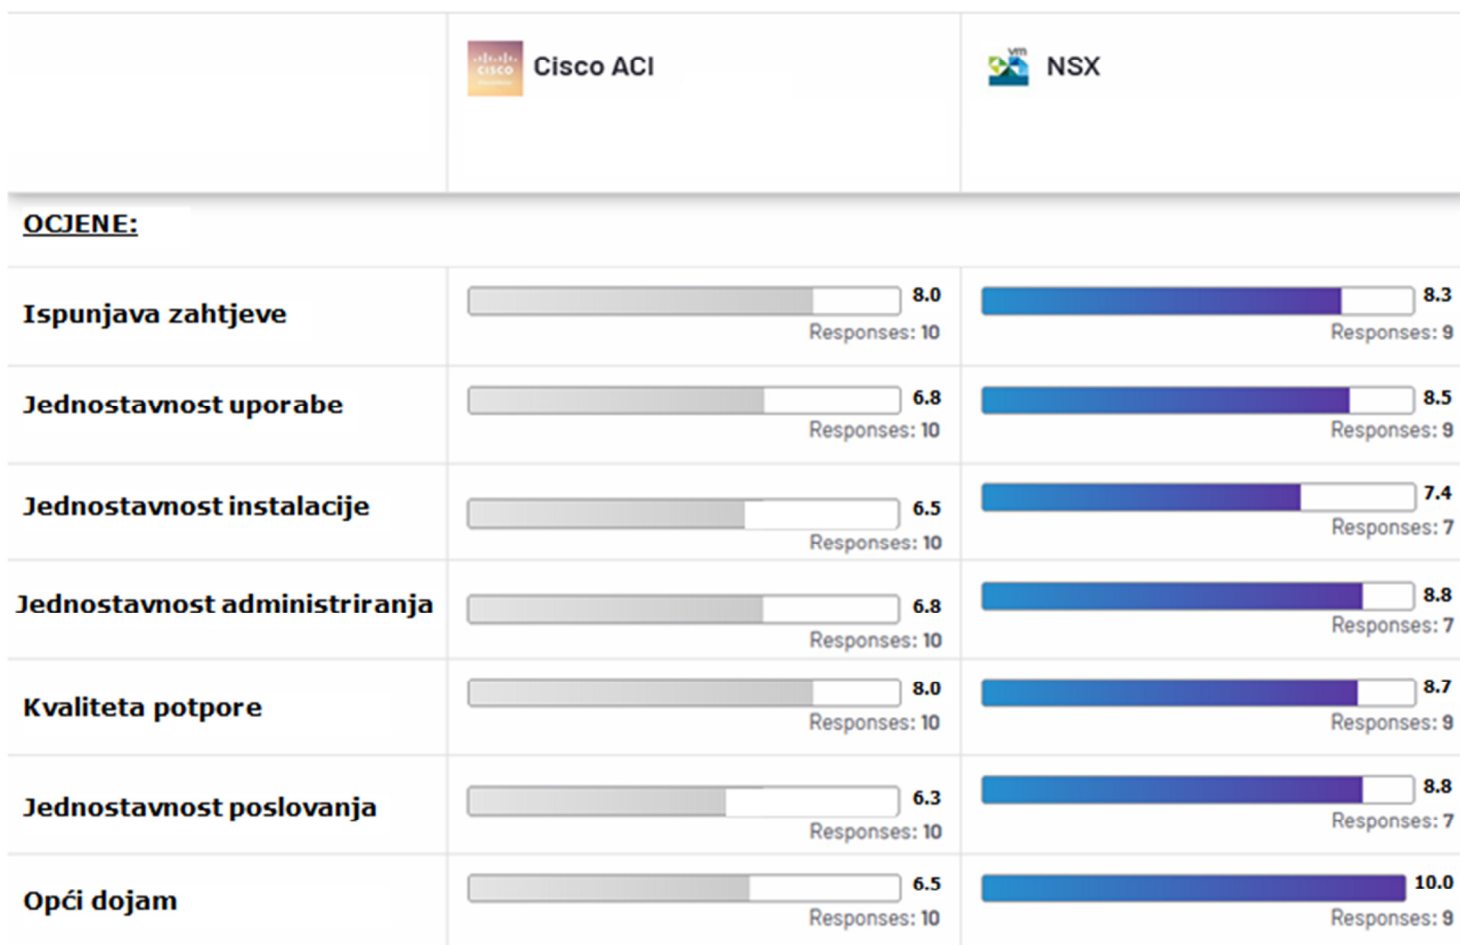 CISCO
Cisco ACI
vm
NSX
OCJENE:
Ispunjava zahtjeve
8.0
Responses: 10
8.3
Responses: 9
Jednostavnost uporabe
6.8
Responses: 10
8.5
Responses: 9
Jednostavnost instalacije
6.5
Responses: 10
7.4
Responses: 7
Jednostavnost administriranja
6.8
Responses: 10
8.8
Responses: 7
Kvaliteta potpore
8.0
Responses: 10
8.7
Responses: 9
Jednostavnost poslovanja
6.3
Responses: 10
8.8
Responses: 7
Opći dojam
6.5
Responses: 10
10.0
Responses: 9